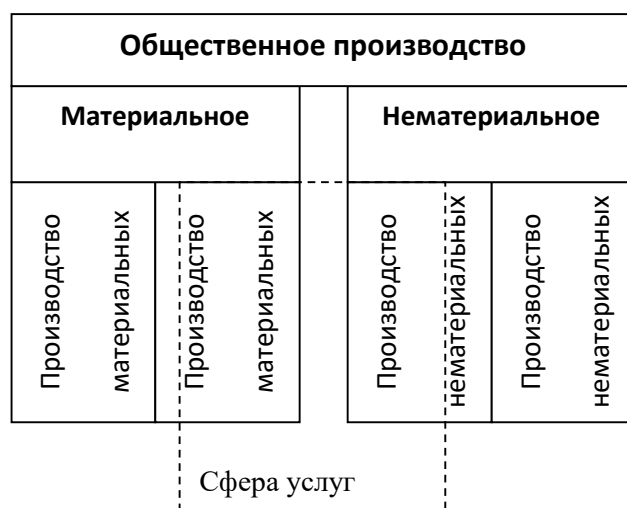 Общественное производство
Материальное
Нематериальное
Производство
материальных
Производство
материальных
Производство
нематериальных
Производство
нематериальных
Сфера услуг